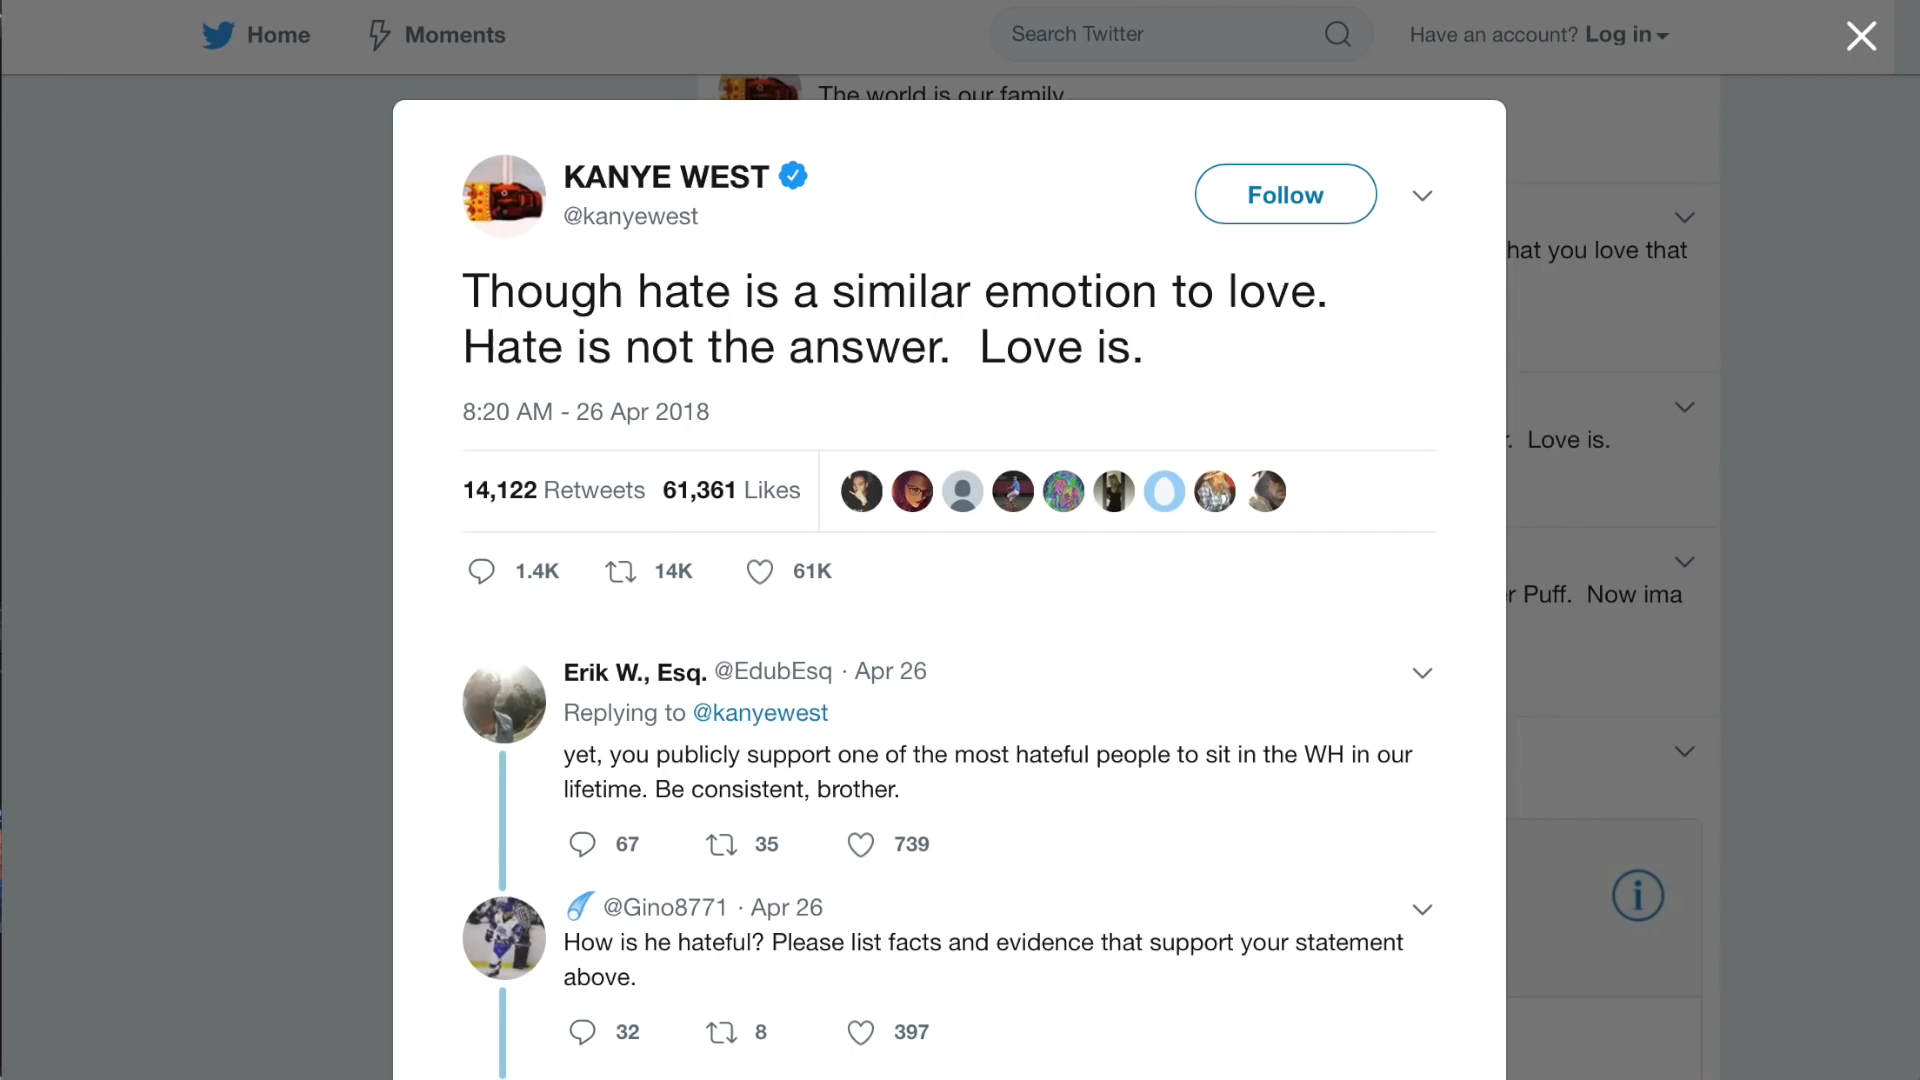 Home
Moments
Search Twitter
Have an account? Log in
The world is our family
KANYE WEST
@kanyewest
Follow
Though hate is a similar emotion to love.
Hate is not the answer.  Love is.
8:20 AM - 26 Apr 2018
14,122 Retweets 61,361 Likes
1.4K
14K
61K
Erik W., Esq. @EdubEsq · Apr 26
Replying to @kanyewest
yet, you publicly support one of the most hateful people to sit in the WH in our
lifetime. Be consistent, brother.
67
35
739
@Gino8771 · Apr 26
How is he hateful? Please list facts and evidence that support your statement
above.
32
8
397
hat you love that
. Love is.
r Puff.  Now ima